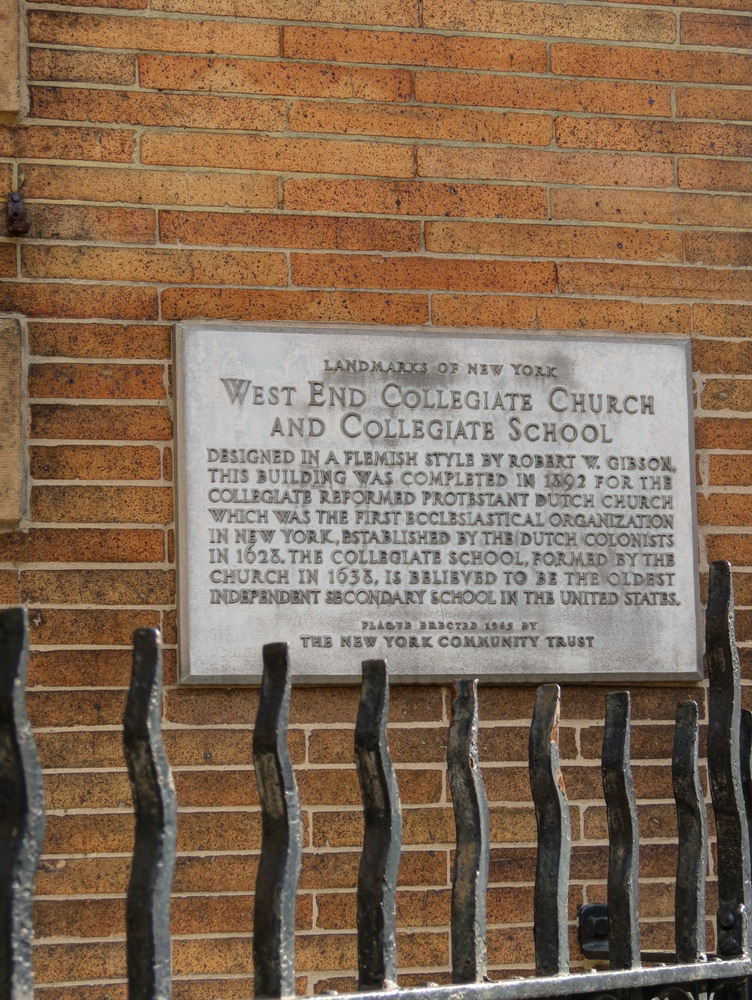 LANDMARKS OF NEW YORK
WEST END COLLEGIATE CHURCH
AND COLLEGIATE SCHOOL
DESIGNED IN A FLEMISH STYLE BY ROBERT W. GIBSON,
THIS BUILDING WAS COMPLETED IN 1892 FOR THE
COLLEGIATE REFORMED PROTESTANT DUTCH CHURCH
WHICH WAS THE FIRST ECCLESIASTICAL ORGANIZATION
IN NEW YORK, ESTABLISHED BY THE DUTCH COLONISTS
IN 1628. THE COLLEGIATE SCHOOL, FORMED BY THE
CHURCH IN 1638, IS BELIEVED TO BE THE OLDEST
INDEPENDENT SECONDARY SCHOOL IN THE UNITED STATES.
PLAQUE ERECTED 1965 BY
THE NEW YORK COMMUNITY TRUST